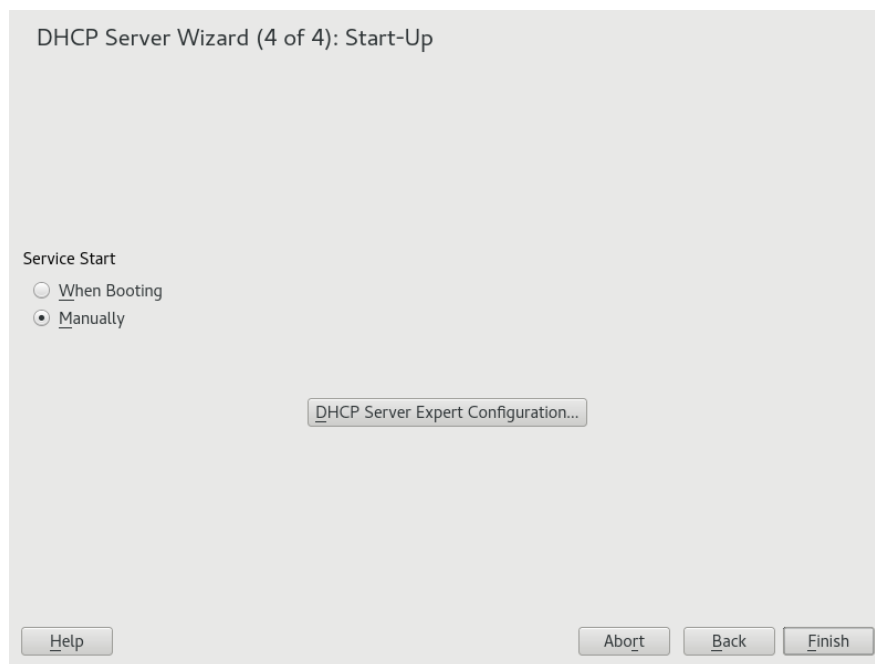 DHCP Server Wizard (4 of 4): Start-Up
Service Start
When Booting
Manually
DHCP Server Expert Configuration...
Help Abort Back Finish